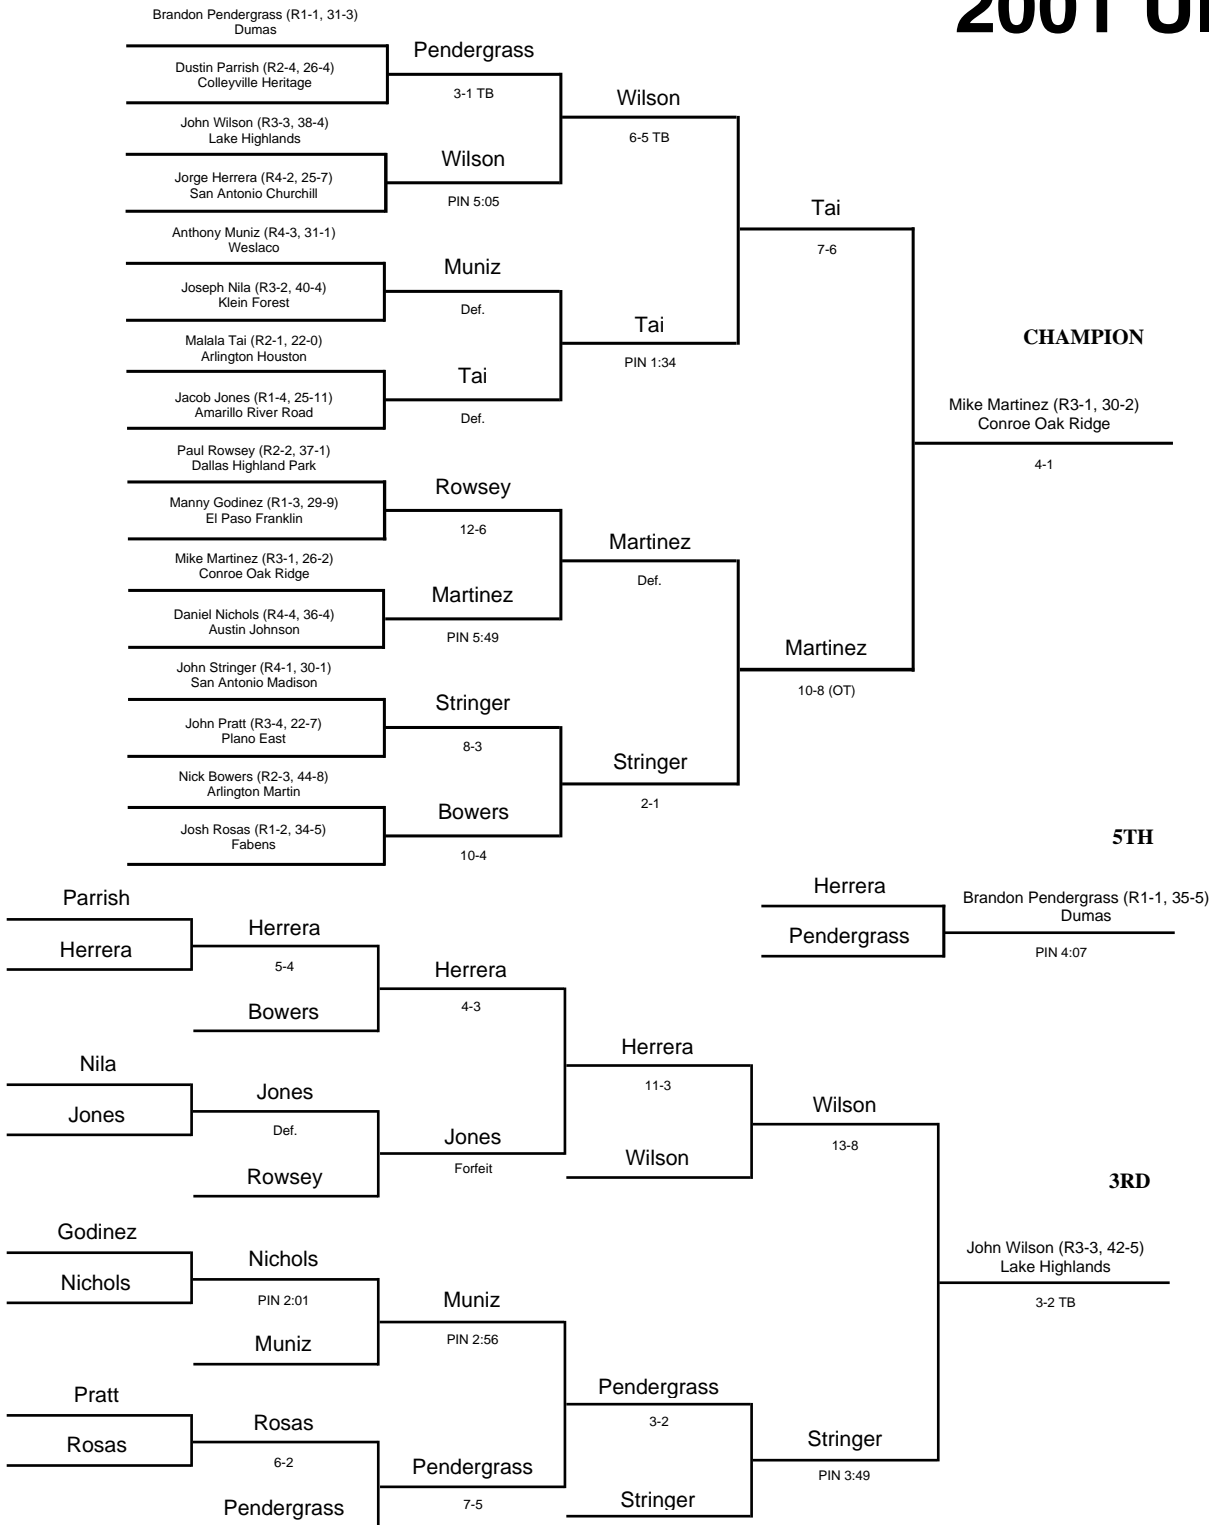 2001 UI
Brandon Pendergrass (R1-1, 31-3)
Dumas
Pendergrass
Dustin Parrish (R2-4, 26-4)
Colleyville Heritage
3-1 TB
Wilson
John Wilson (R3-3, 38-4)
Lake Highlands
6-5 TB
Wilson
Jorge Herrera (R4-2, 25-7)
San Antonio Churchill
PIN 5:05
Tai
Anthony Muniz (R4-3, 31-1)
Weslaco
7-6
Muniz
Joseph Nila (R3-2, 40-4)
Klein Forest
Def.
Tai
Malala Tai (R2-1, 22-0)
Arlington Houston
PIN 1:34
CHAMPION
Tai
Jacob Jones (R1-4, 25-11)
Amarillo River Road
Def.
Mike Martinez (R3-1, 30-2)
Conroe Oak Ridge
4-1
Paul Rowsey (R2-2, 37-1)
Dallas Highland Park
Rowsey
Manny Godinez (R1-3, 29-9)
El Paso Franklin
12-6
Martinez
Mike Martinez (R3-1, 26-2)
Conroe Oak Ridge
Def.
Martinez
Daniel Nichols (R4-4, 36-4)
Austin Johnson
PIN 5:49
Martinez
John Stringer (R4-1, 30-1)
San Antonio Madison
10-8 (OT)
Stringer
John Pratt (R3-4, 22-7)
Plano East
8-3
Stringer
Nick Bowers (R2-3, 44-8)
Arlington Martin
2-1
Bowers
Josh Rosas (R1-2, 34-5)
Fabens
10-4
5TH
Herrera
Pendergrass
Brandon Pendergrass (R1-1, 35-5)
Dumas
PIN 4:07
Parrish
Herrera
Herrera
5-4
Bowers
Herrera
4-3
Nila
Jones
Jones
Def.
Rowsey
Jones
Forfeit
Herrera
11-3
Wilson
Wilson
13-8
3RD
John Wilson (R3-3, 42-5)
Lake Highlands
3-2 TB
Godinez
Nichols
Nichols
PIN 2:01
Muniz
Muniz
PIN 2:56
Pratt
Rosas
Rosas
6-2
Pendergrass
Pendergrass
7-5
Pendergrass
3-2
Stringer
Stringer
PIN 3:49